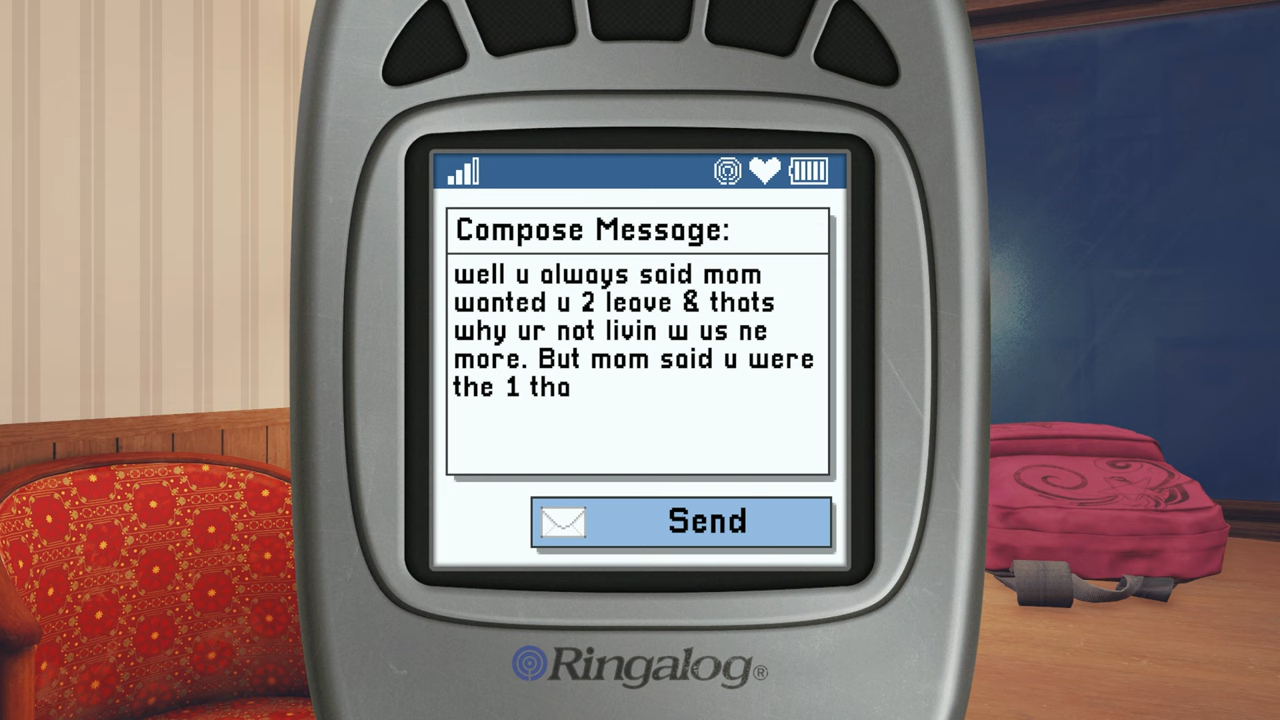 Compose Message:
well u always said mom
wanted u 2 leave & thats
why ur not livin w us ne
more. But mom said u were
the 1 tha
Send
Ringalog®